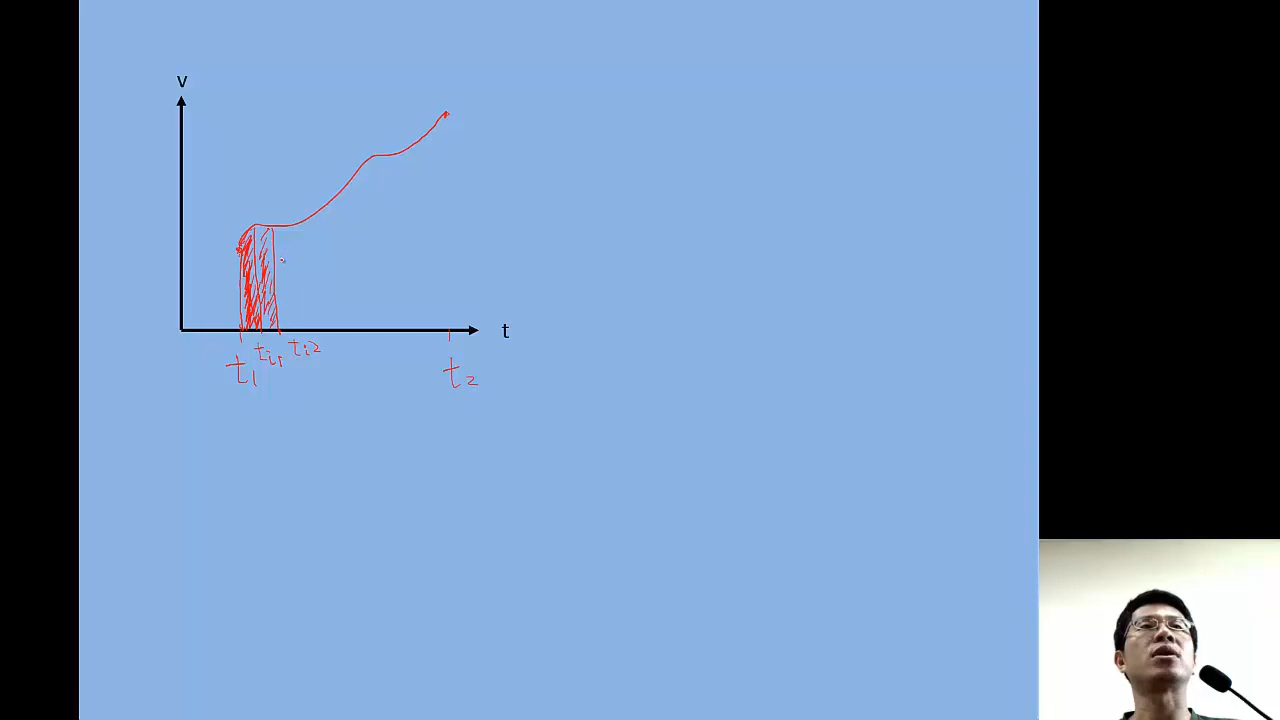 v
t
t₁ tᵢ₁ tᵢ₂ t₂